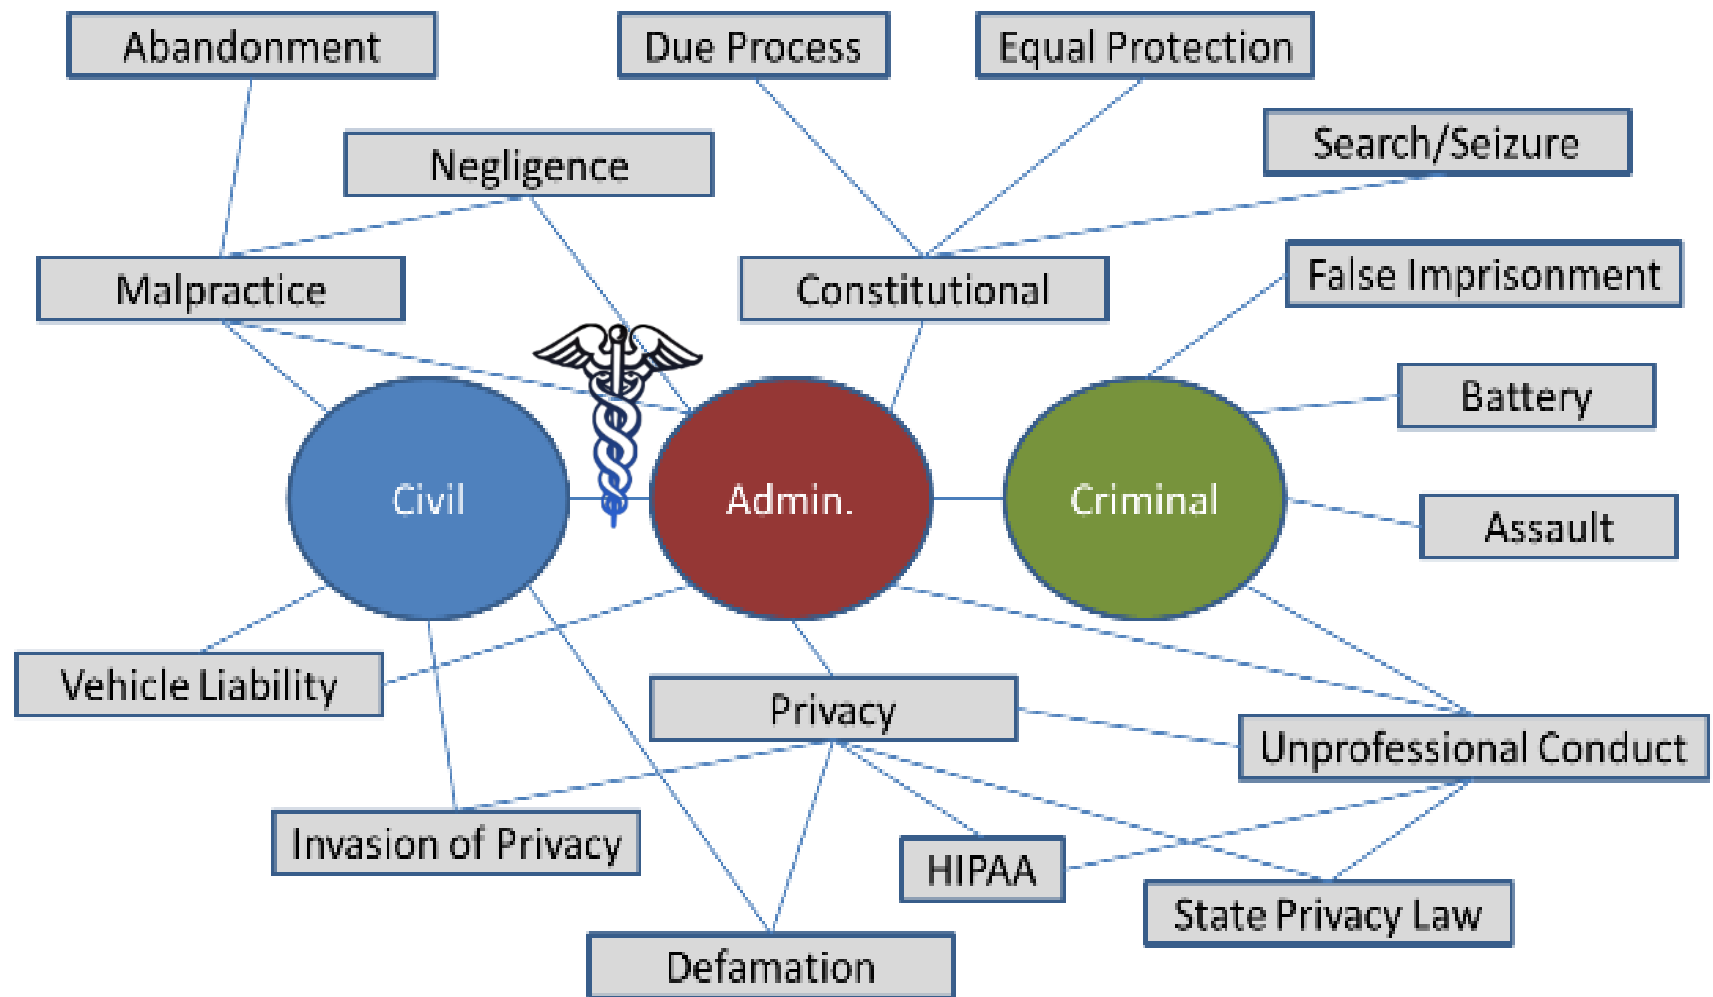 Abandonment
Due Process
Equal Protection
Search/Seizure
Negligence
Malpractice
Constitutional
False Imprisonment
Battery
Civil
Admin.
Criminal
Assault
Vehicle Liability
Privacy
Unprofessional Conduct
Invasion of Privacy
HIPAA
State Privacy Law
Defamation